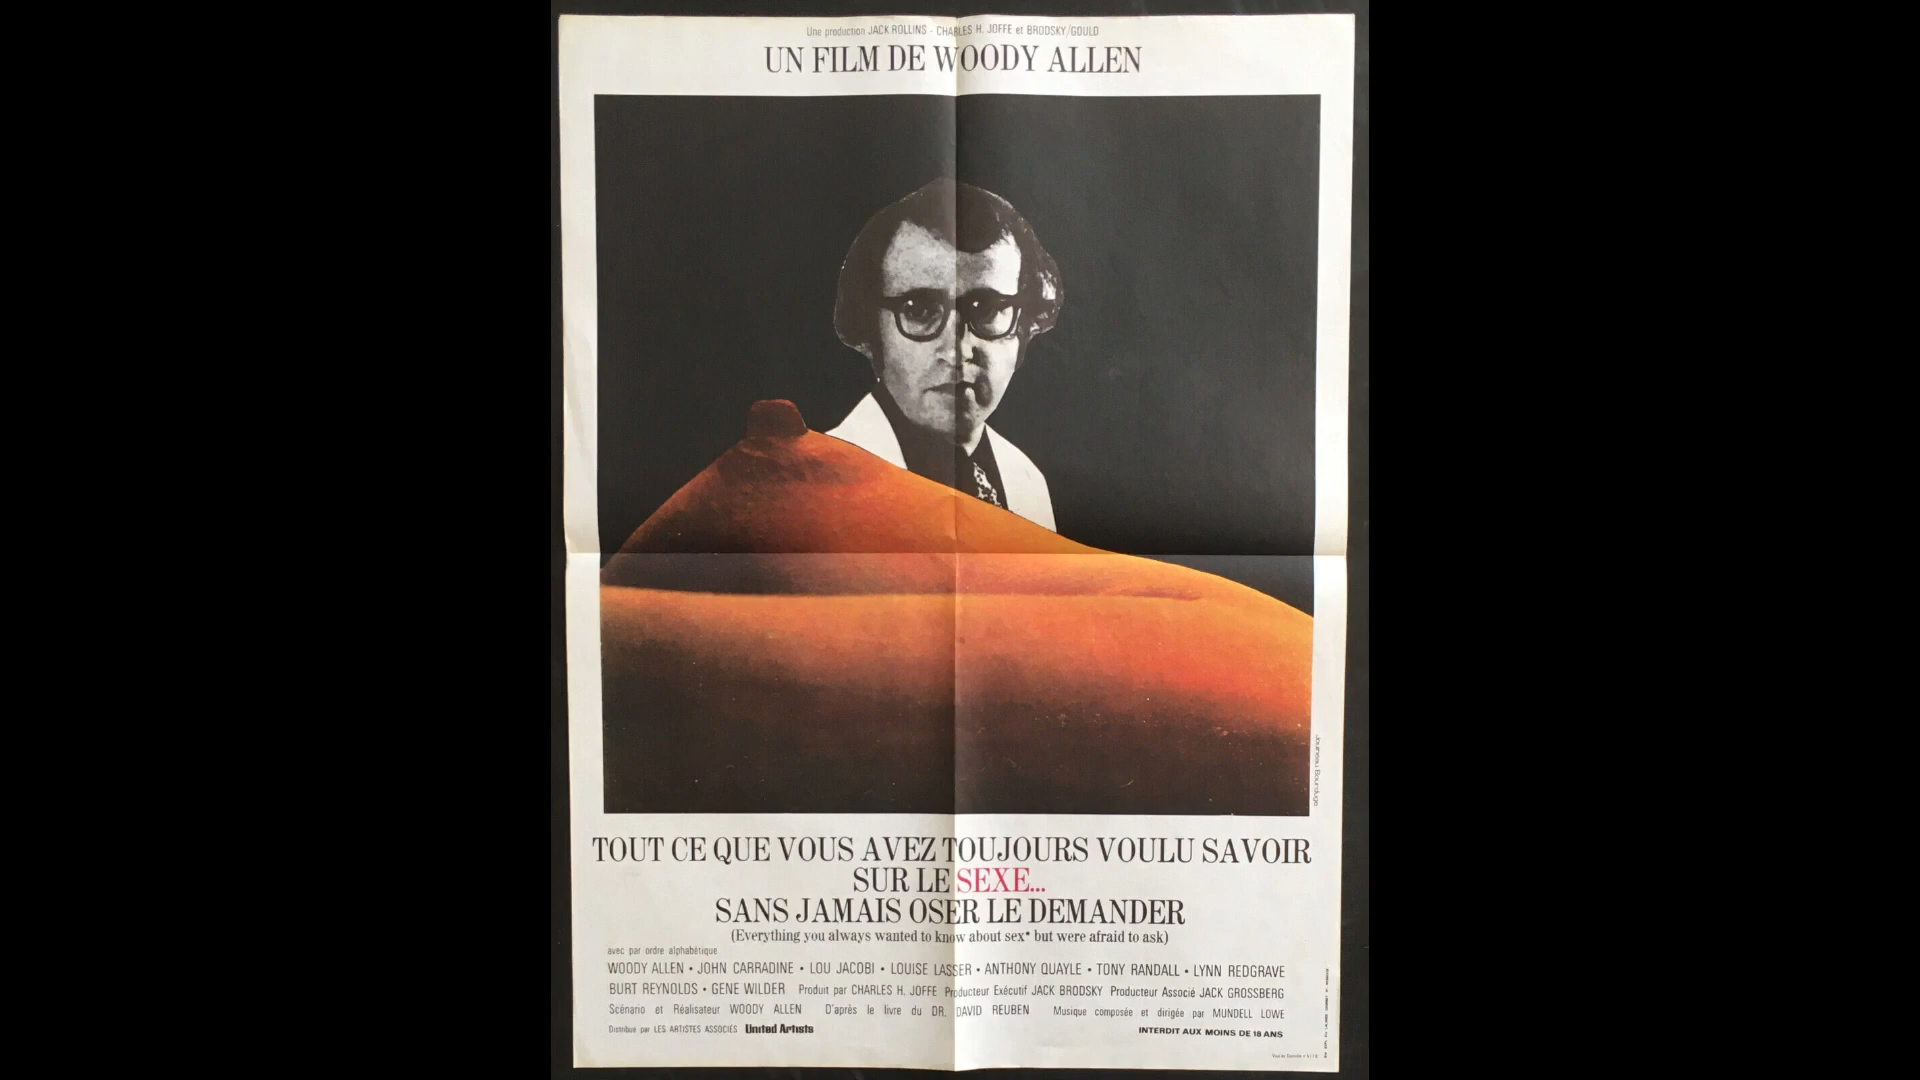 Une production JACK ROLLINS - CHARLES H. JOFFE et BRODSKY/GOULD
UN FILM DE WOODY ALLEN
Journeau Bourduge
TOUT CE QUE VOUS AVEZ TOUJOURS VOULU SAVOIR
SUR LE SEXE...
SANS JAMAIS OSER LE DEMANDER
(Everything you always wanted to know about sex* but were afraid to ask)
avec par ordre alphabétique
WOODY ALLEN • JOHN CARRADINE • LOU JACOBI • LOUISE LASSER • ANTHONY QUAYLE • TONY RANDALL • LYNN REDGRAVE
BURT REYNOLDS • GENE WILDER Produit par CHARLES H. JOFFE Producteur Exécutif JACK BRODSKY Producteur Associé JACK GROSSBERG
Scénario et Réalisateur WOODY ALLEN D'après le livre du DR. DAVID REUBEN Musique composée et dirigée par MUNDELL LOWE
Distribué par LES ARTISTES ASSOCIÉS United Artists
INTERDIT AUX MOINS DE 18 ANS